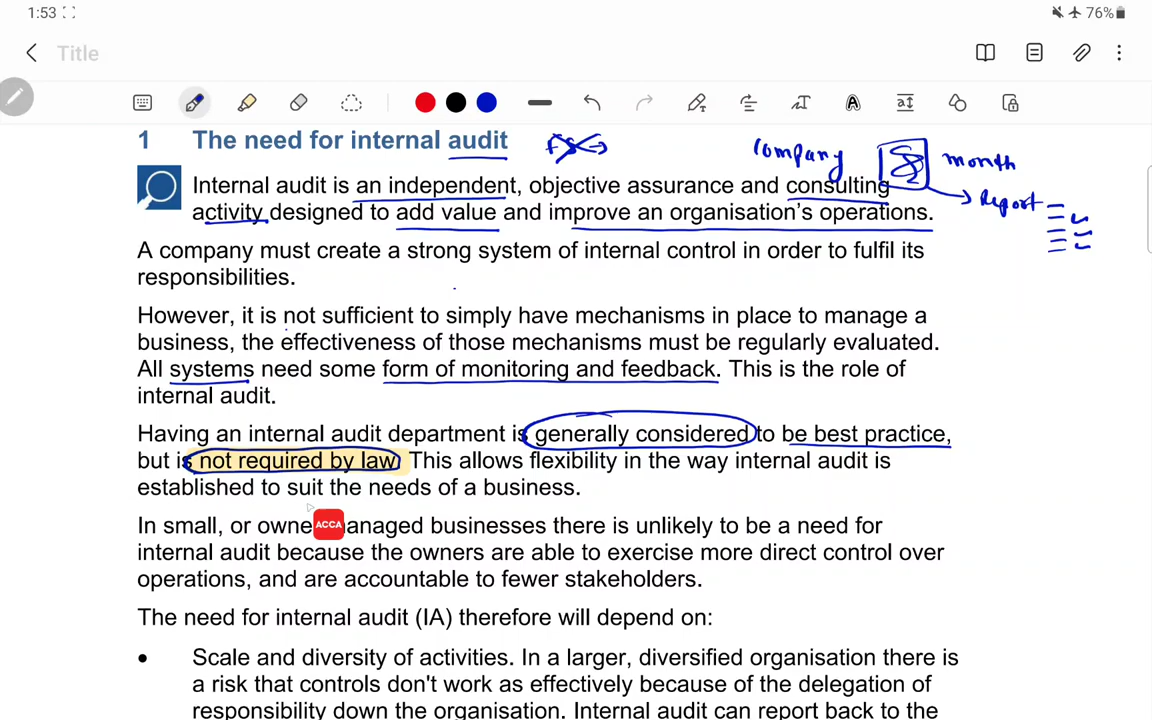 1:53
76%
Title
1 The need for internal audit
FS
Company
month
Report
Internal audit is an independent, objective assurance and consulting
activity designed to add value and improve an organisation's operations.
A company must create a strong system of internal control in order to fulfil its
responsibilities.
However, it is not sufficient to simply have mechanisms in place to manage a
business, the effectiveness of those mechanisms must be regularly evaluated.
All systems need some form of monitoring and feedback. This is the role of
internal audit.
Having an internal audit department is generally considered to be best practice,
but is not required by law. This allows flexibility in the way internal audit is
established to suit the needs of a business.
In small, or owne ACCA anaged businesses there is unlikely to be a need for
internal audit because the owners are able to exercise more direct control over
operations, and are accountable to fewer stakeholders.
The need for internal audit (IA) therefore will depend on:
• Scale and diversity of activities. In a larger, diversified organisation there is
a risk that controls don't work as effectively because of the delegation of
responsibility down the organisation. Internal audit can report back to the